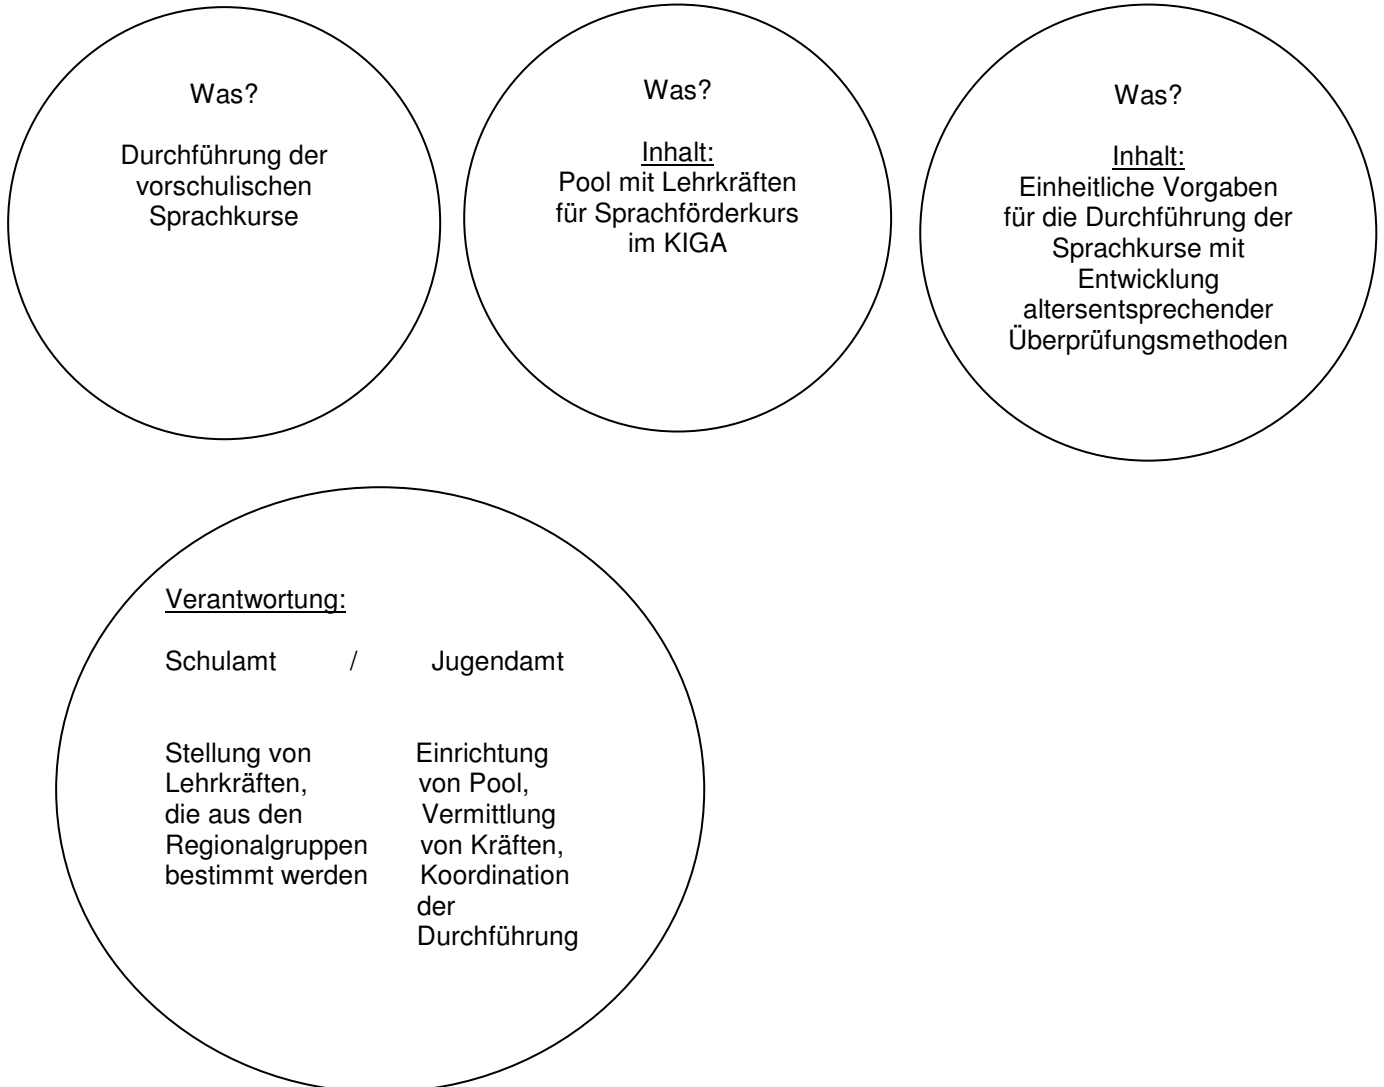 Was?
Durchführung der
vorschulischen
Sprachkurse
Was?
Inhalt:
Pool mit Lehrkräften
für Sprachförderkurs
im KIGA
Was?
Inhalt:
Einheitliche Vorgaben
für die Durchführung der
Sprachkurse mit
Entwicklung
altersentsprechender
Überprüfungsmethoden
Verantwortung:
Schulamt / Jugendamt
Stellung von
Lehrkräften,
die aus den
Regionalgruppen
bestimmt werden
Einrichtung
von Pool,
Vermittlung
von Kräften,
Koordination
der
Durchführung